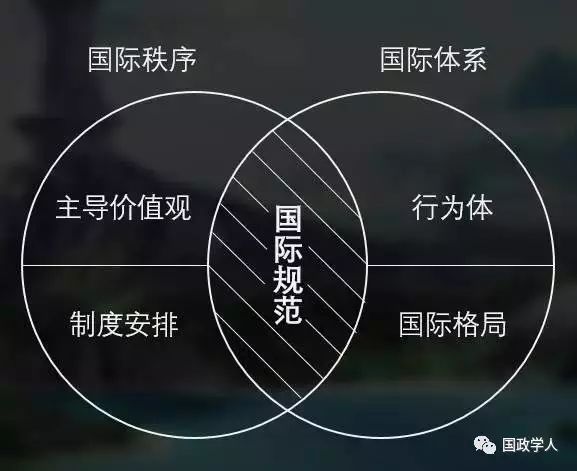 国际秩序
国际体系
主导价值观
国际规范
行为体
制度安排
国际格局
国政学人